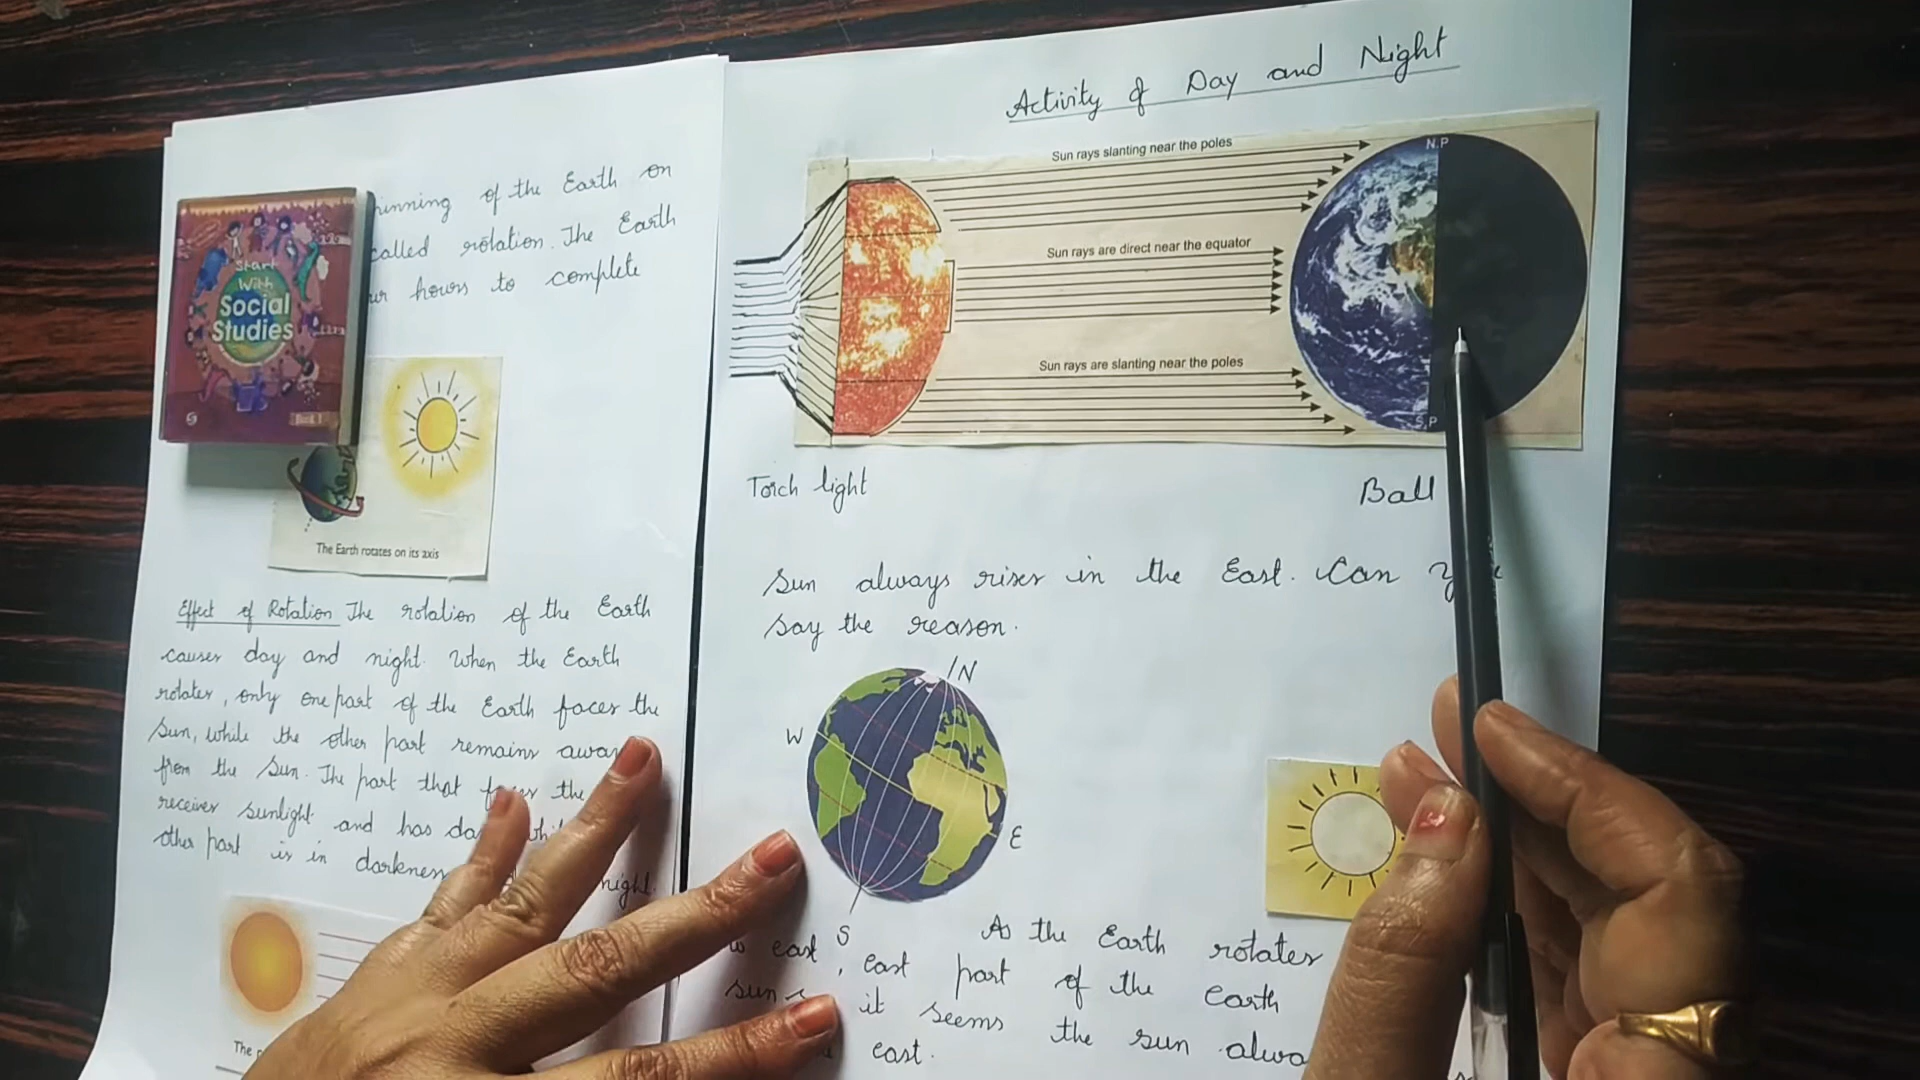 hinning of the Earth on
called rotation. The Earth
ur hours to complete
Start
With
Social
Studies
The Earth rotates on its axis
Effect of Rotation The rotation of the Earth
causes day and night. When the Earth
rotates, only one part of the Earth faces the
Sun, while the other part remains away
from the Sun. The part that faces the
receives sunlight and has da whi
other part is in darkness night.
The p
Activity of Day and Night
Sun rays slanting near the poles
N.P
Sun rays are direct near the equator
Sun rays are slanting near the poles
S.P
Torch light
Ball
Sun always rises in the East. Can
say the reason.
N
W
E
S
As the Earth rotates
east, east part of the Earth
sun it seems the sun alwa
east.